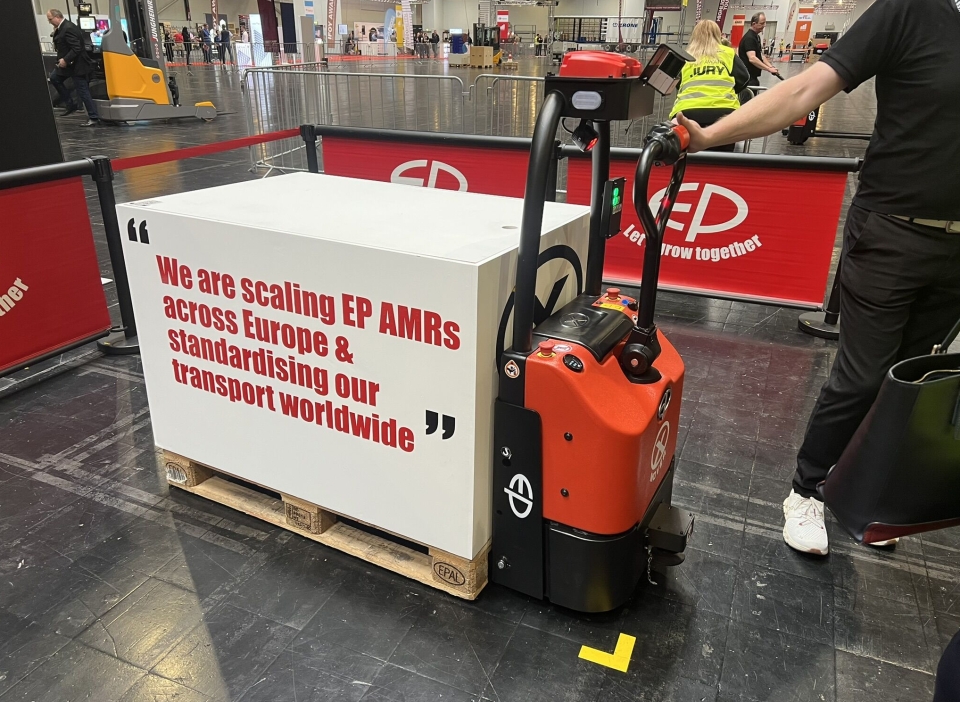 JURY
EP
EP
Let's grow together
“
We are scaling EP AMRs
across Europe &
standardising our
transport worldwide
”
EPAL